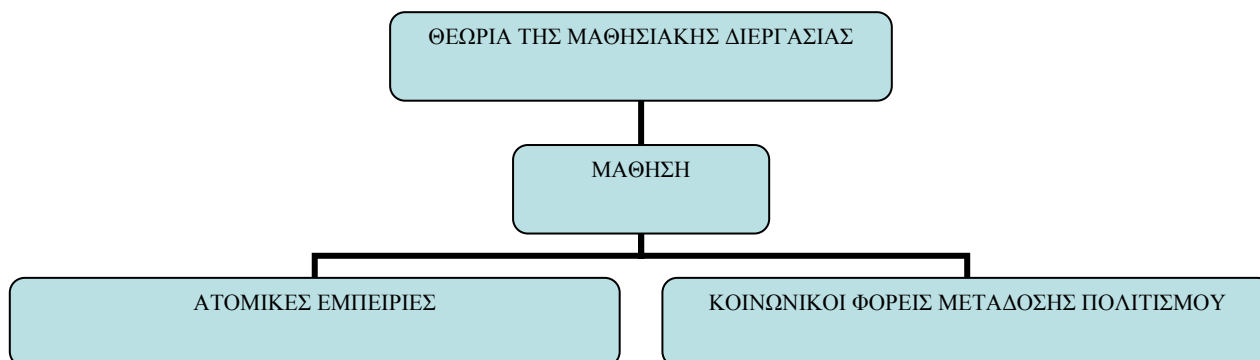 ΘΕΩΡΙΑ ΤΗΣ ΜΑΘΗΣΙΑΚΗΣ ΔΙΕΡΓΑΣΙΑΣ
ΜΑΘΗΣΗ
ΑΤΟΜΙΚΕΣ ΕΜΠΕΙΡΙΕΣ
ΚΟΙΝΩΝΙΚΟΙ ΦΟΡΕΙΣ ΜΕΤΑΔΟΣΗΣ ΠΟΛΙΤΙΣΜΟΥ